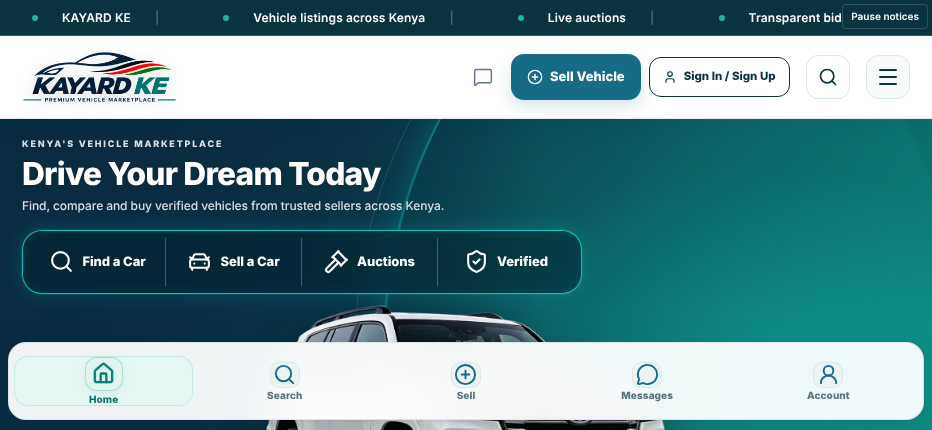 KAYARD KE
Vehicle listings across Kenya
Live auctions
Transparent bid
Pause notices
KAYARD KE
PREMIUM VEHICLE MARKETPLACE
Sell Vehicle
Sign In / Sign Up
KENYA'S VEHICLE MARKETPLACE
Drive Your Dream Today
Find, compare and buy verified vehicles from trusted sellers across Kenya.
Find a Car
Sell a Car
Auctions
Verified
Home
Search
Sell
Messages
Account